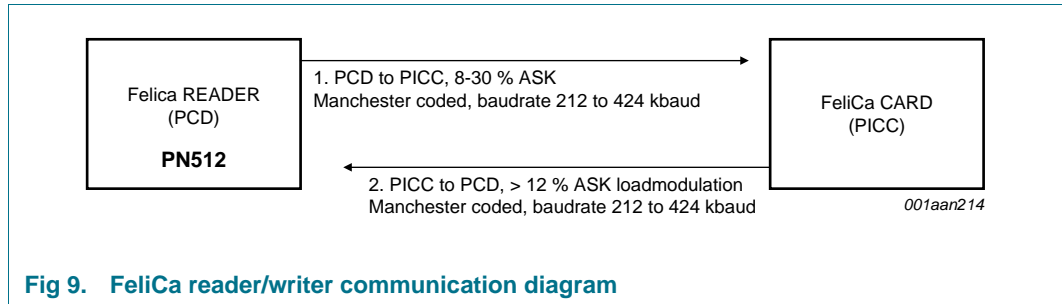 Felica READER
(PCD)
PN512
1. PCD to PICC, 8-30 % ASK
Manchester coded, baudrate 212 to 424 kbaud
2. PICC to PCD, > 12 % ASK loadmodulation
Manchester coded, baudrate 212 to 424 kbaud
FeliCa CARD
(PICC)
001aan214
Fig 9. FeliCa reader/writer communication diagram